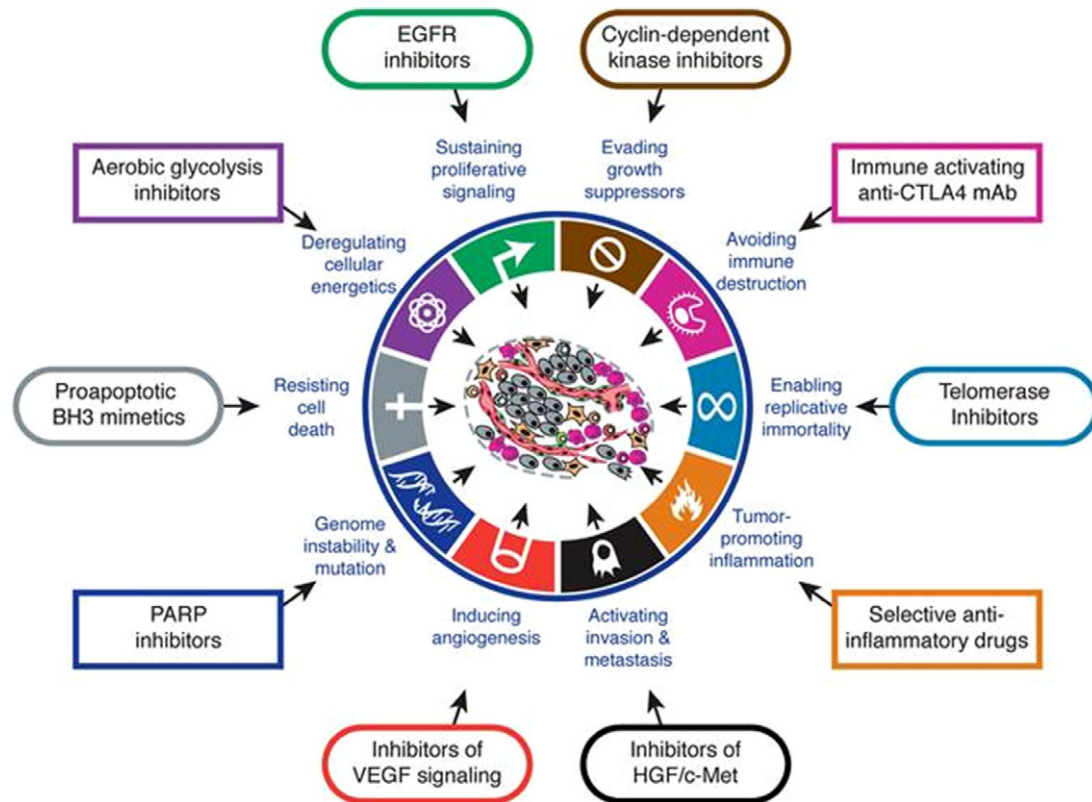 EGFR
inhibitors
Cyclin-dependent
kinase inhibitors
Sustaining
proliferative
signaling
Evading
growth
suppressors
Aerobic glycolysis
inhibitors
Immune activating
anti-CTLA4 mAb
Deregulating
cellular
energetics
Avoiding
immune
destruction
Proapoptotic
BH3 mimetics
Resisting
cell
death
Enabling
replicative
immortality
Telomerase
Inhibitors
Genome
instability &
mutation
Tumor-
promoting
inflammation
PARP
inhibitors
Inducing
angiogenesis
Activating
invasion &
metastasis
Selective anti-
inflammatory drugs
Inhibitors of
VEGF signaling
Inhibitors of
HGF/c-Met